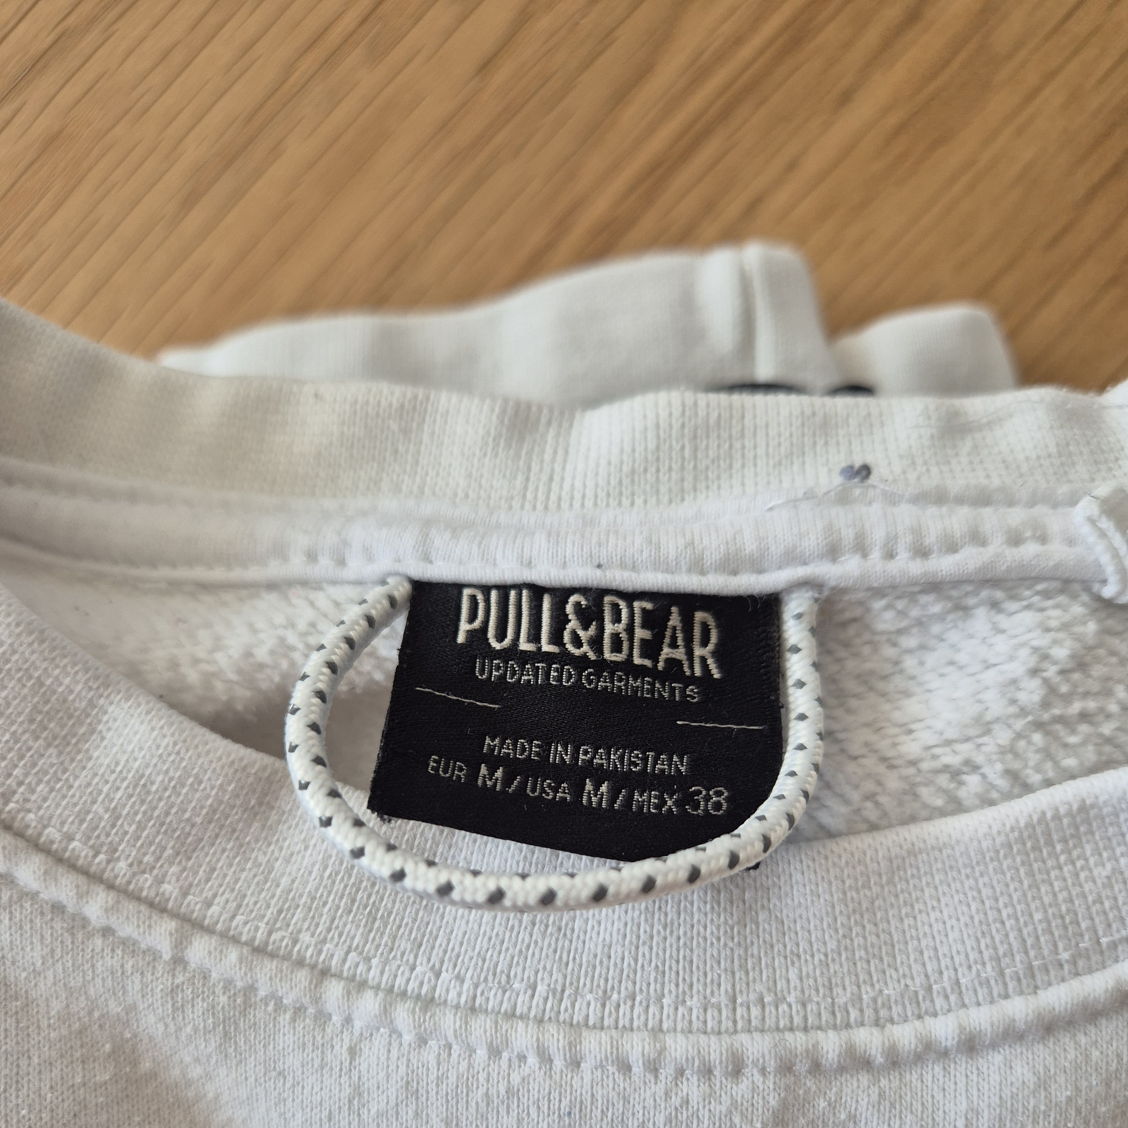 PULL&BEAR
UPDATED GARMENTS
MADE IN PAKISTAN
EUR M/USA M/MEX 38